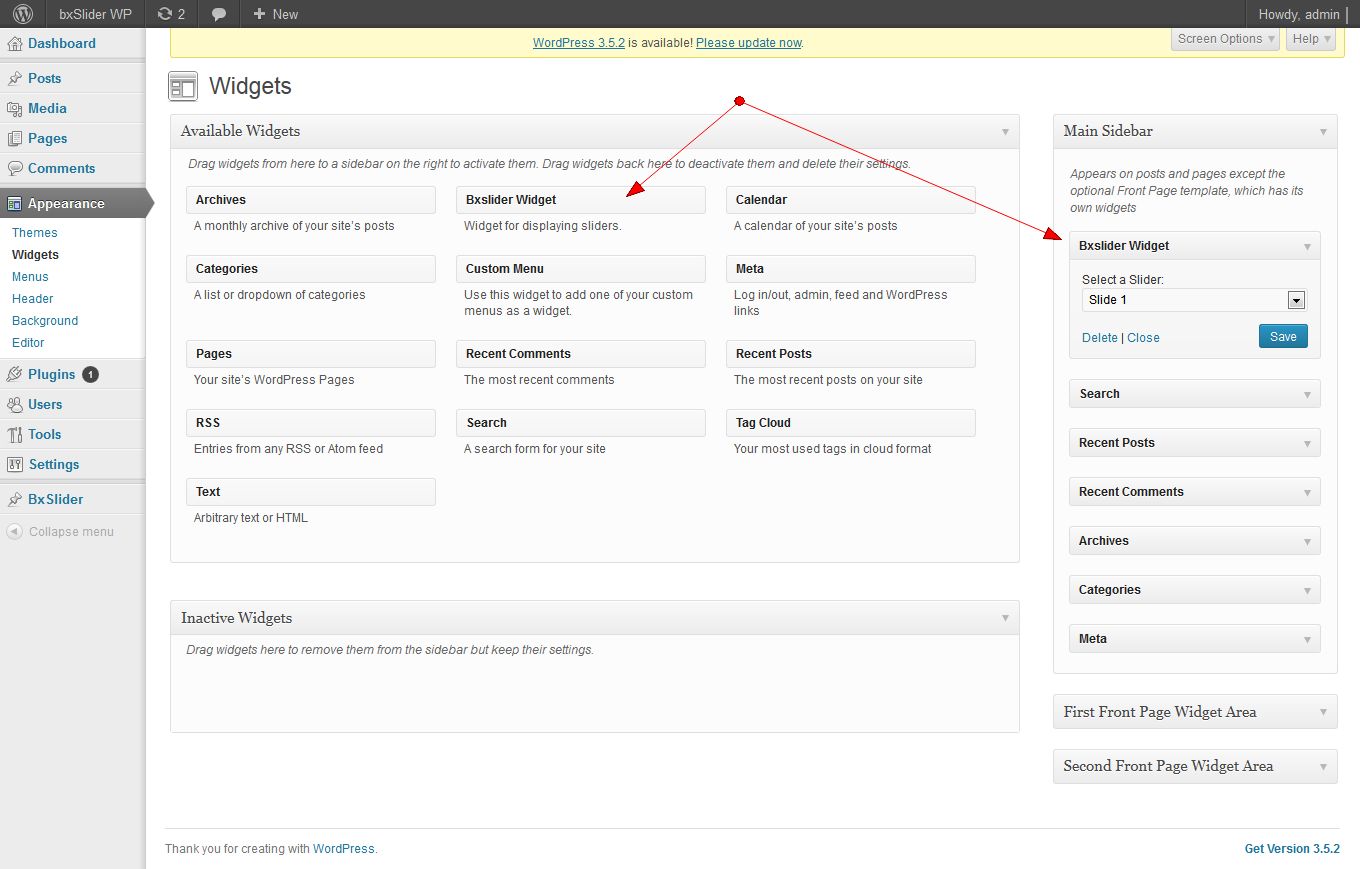 bxSlider WP 2 New Howdy, admin
Dashboard
Posts
Media
Pages
Comments
Appearance
Themes
Widgets
Menus
Header
Background
Editor
Plugins 1
Users
Tools
Settings
BxSlider
Collapse menu
WordPress 3.5.2 is available! Please update now.
Screen Options Help
Widgets
Available Widgets
Drag widgets from here to a sidebar on the right to activate them. Drag widgets back here to deactivate them and delete their settings.
Archives
A monthly archive of your site's posts
Bxslider Widget
Widget for displaying sliders.
Calendar
A calendar of your site's posts
Categories
A list or dropdown of categories
Custom Menu
Use this widget to add one of your custom
menus as a widget.
Meta
Log in/out, admin, feed and WordPress
links
Pages
Your site's WordPress Pages
Recent Comments
The most recent comments
Recent Posts
The most recent posts on your site
RSS
Entries from any RSS or Atom feed
Search
A search form for your site
Tag Cloud
Your most used tags in cloud format
Text
Arbitrary text or HTML
Inactive Widgets
Drag widgets here to remove them from the sidebar but keep their settings.
Main Sidebar
Appears on posts and pages except the
optional Front Page template, which has its
own widgets
Bxslider Widget
Select a Slider:
Slide 1
Delete | Close Save
Search
Recent Posts
Recent Comments
Archives
Categories
Meta
First Front Page Widget Area
Second Front Page Widget Area
Thank you for creating with WordPress. Get Version 3.5.2